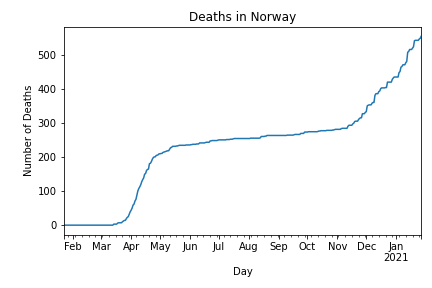 Deaths in Norway
Number of Deaths
500
400
300
200
100
0
Feb Mar Apr May Jun Jul Aug Sep Oct Nov Dec Jan
2021
Day